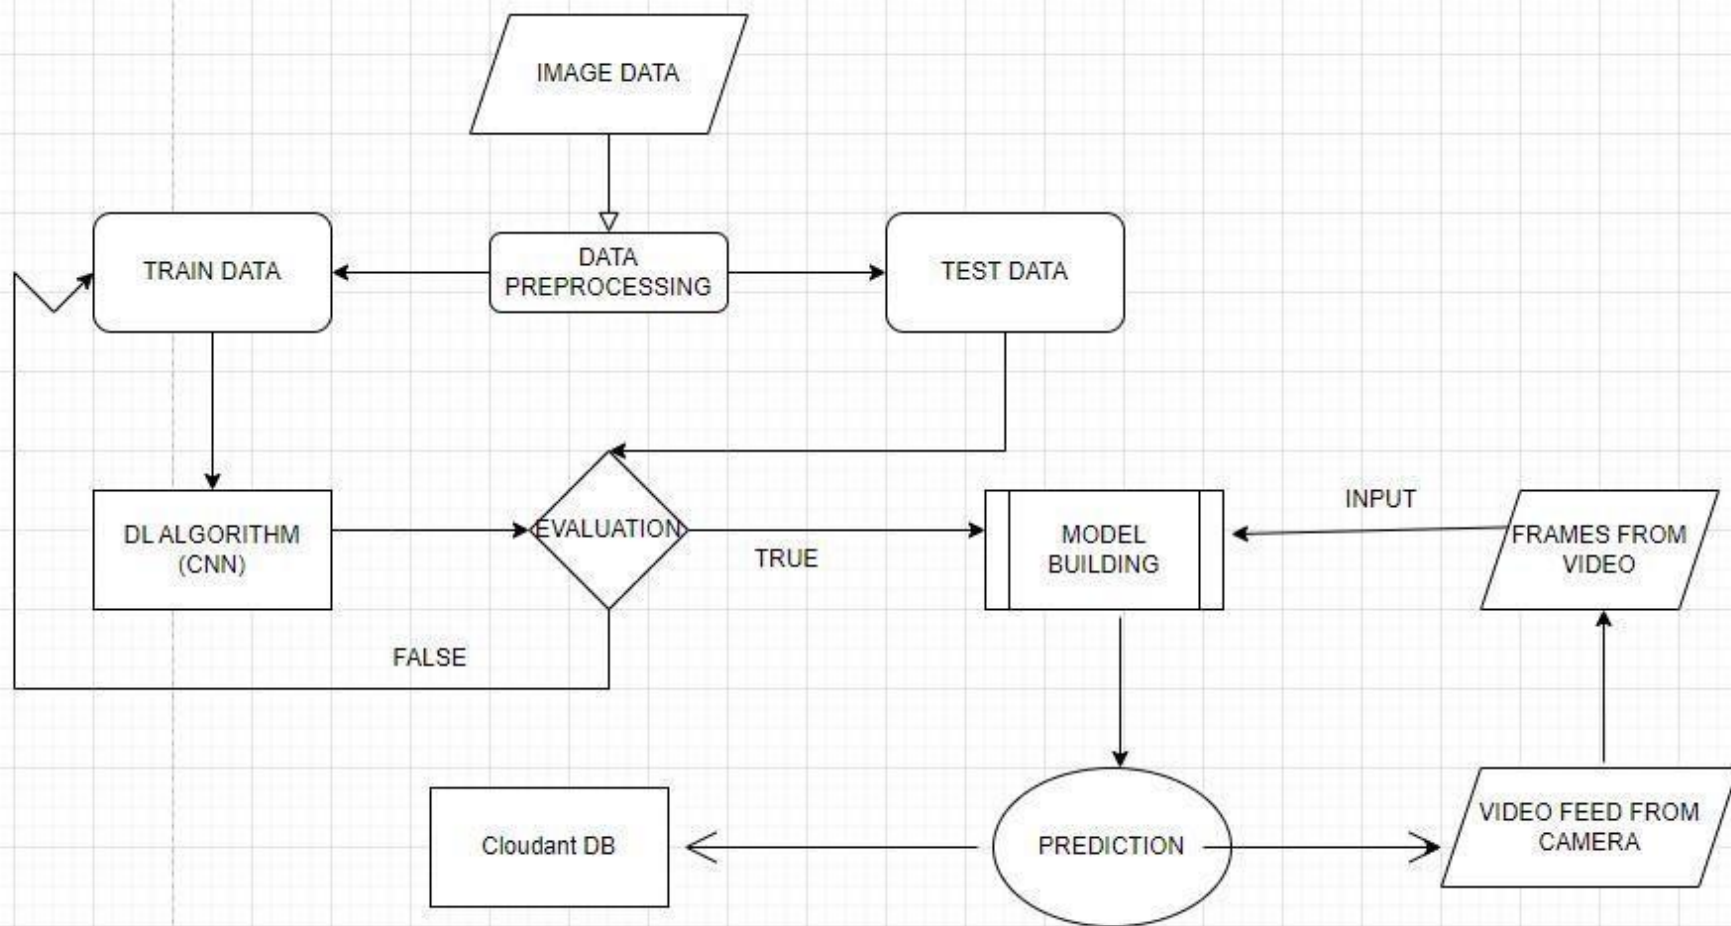 IMAGE DATA
TRAIN DATA
DATA
PREPROCESSING
TEST DATA
DL ALGORITHM
(CNN)
EVALUATION
TRUE
MODEL
BUILDING
INPUT
FRAMES FROM
VIDEO
FALSE
Cloudant DB
PREDICTION
VIDEO FEED FROM
CAMERA